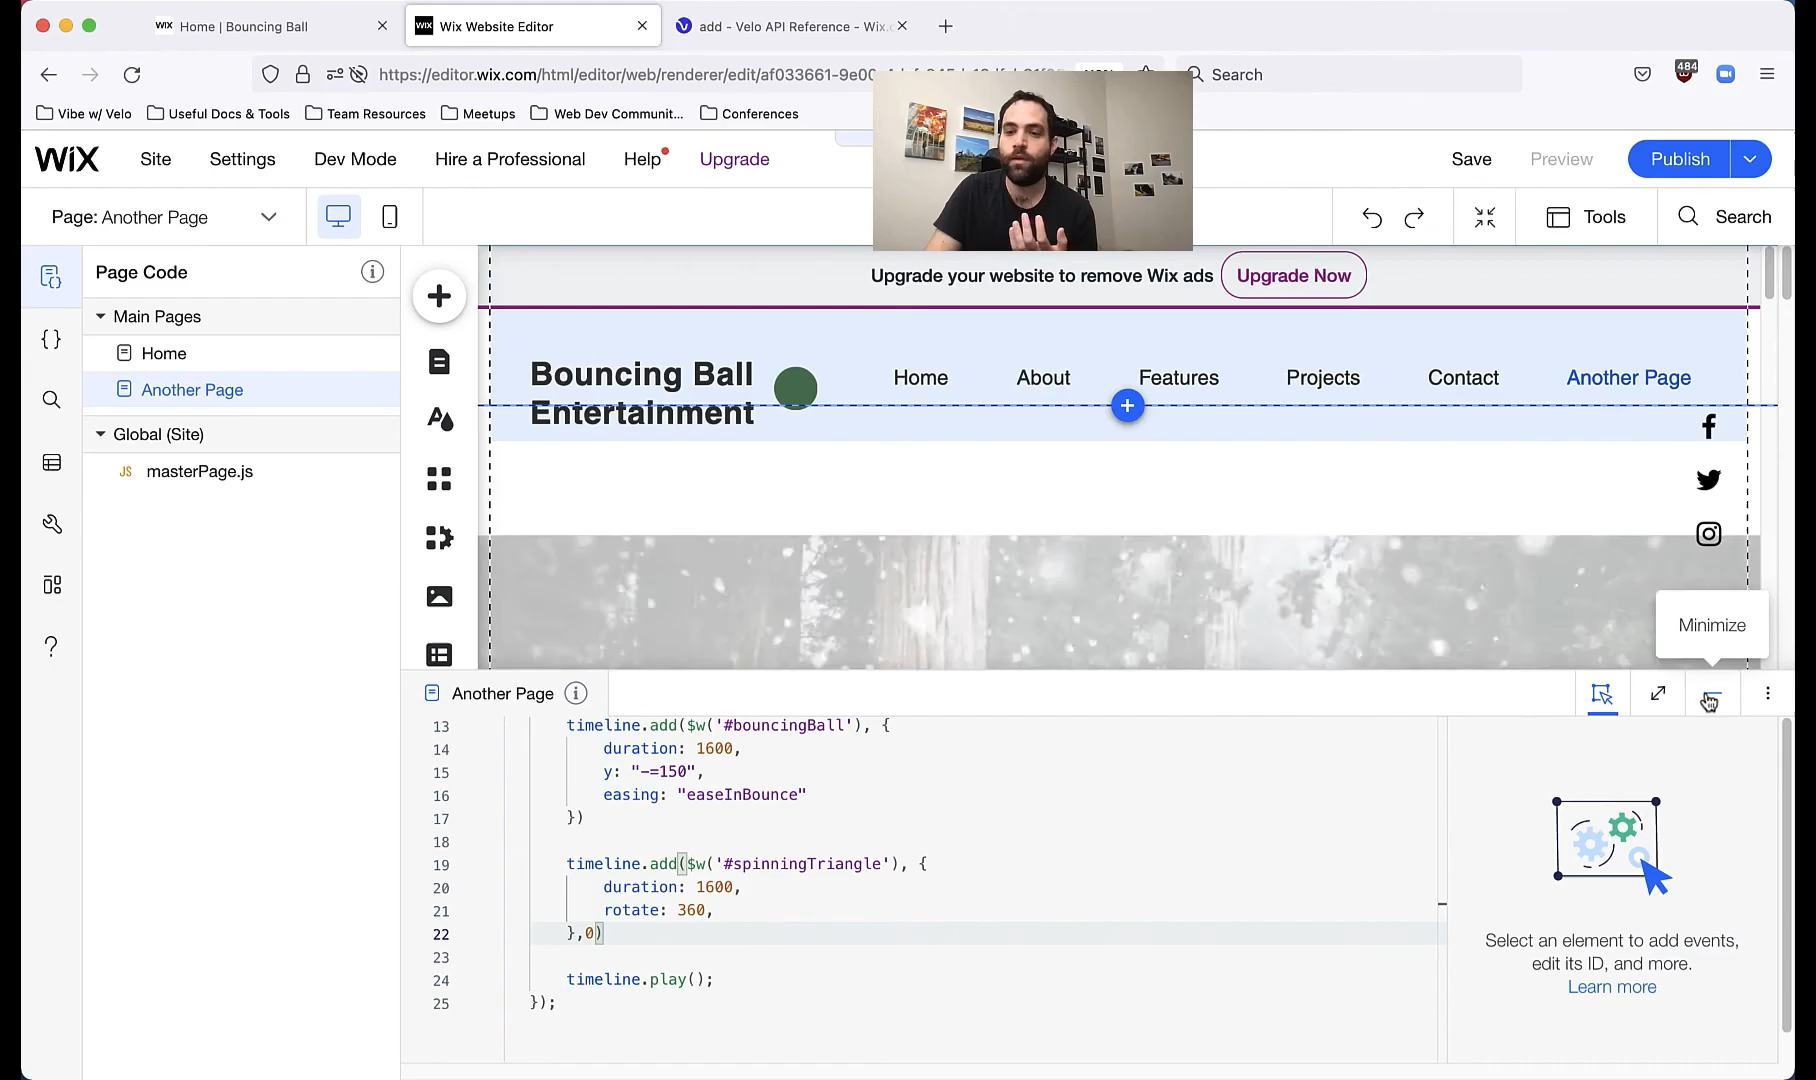 WIX Home | Bouncing Ball
WiX Wix Website Editor
add - Velo API Reference - Wix.c
https://editor.wix.com/html/editor/web/renderer/edit/af033661-9e00-
Search
484
Vibe w/ Velo
Useful Docs & Tools
Team Resources
Meetups
Web Dev Communit...
Conferences
WiX
Site
Settings
Dev Mode
Hire a Professional
Help
Upgrade
Save
Preview
Publish
Page: Another Page
Tools
Search
Page Code
Main Pages
Home
Another Page
Global (Site)
JS masterPage.js
Upgrade your website to remove Wix ads
Upgrade Now
Bouncing Ball
Entertainment
Home
About
Features
Projects
Contact
Another Page
Minimize
Another Page
13 timeline.add($w('#bouncingBall'), {
14 duration: 1600,
15 y: "-=150",
16 easing: "easeInBounce"
17 })
18
19 timeline.add($w('#spinningTriangle'), {
20 duration: 1600,
21 rotate: 360,
22 },0)
23
24 timeline.play();
25 });
Select an element to add events,
edit its ID, and more.
Learn more